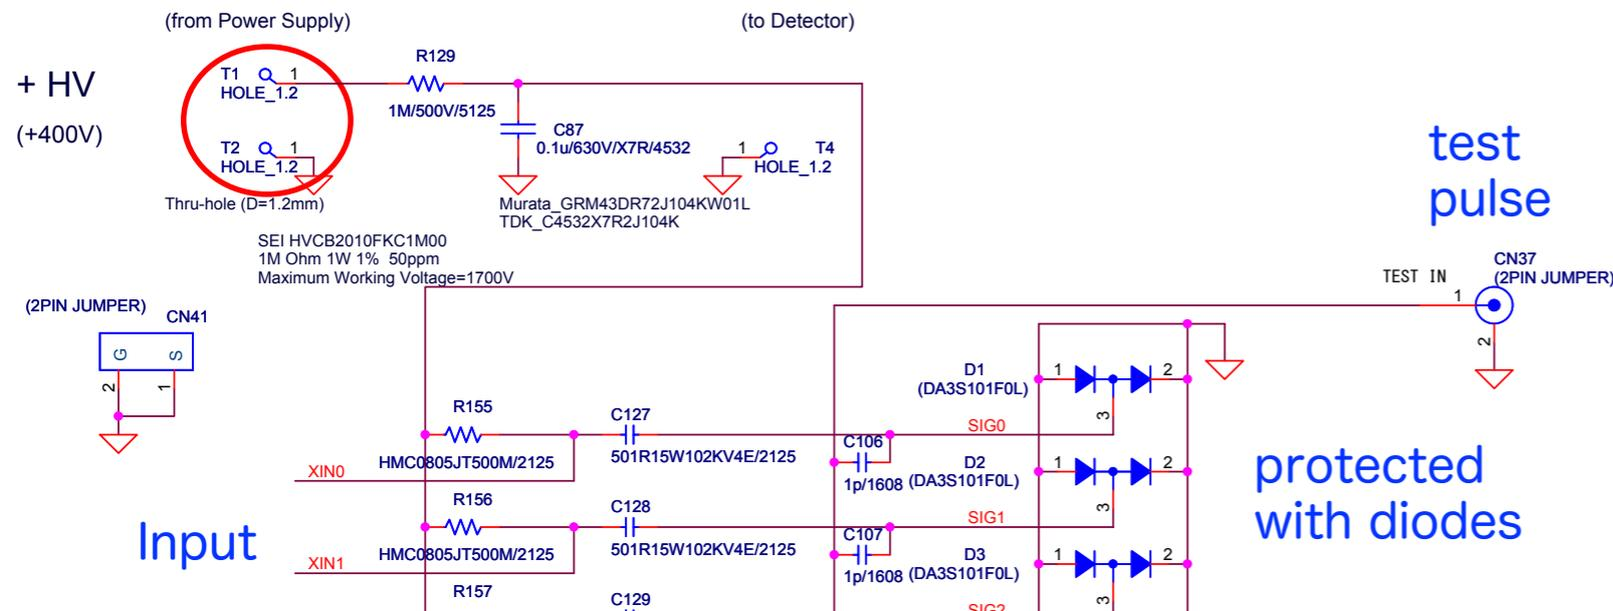 (from Power Supply)
(to Detector)
+ HV
(+400V)
T1
1
HOLE_1.2
R129
1M/500V/5125
T2
1
HOLE_1.2
C87
0.1u/630V/X7R/4532
1
T4
HOLE_1.2
Thru-hole (D=1.2mm)
Murata_GRM43DR72J104KW01L
TDK_C4532X7R2J104K
SEI HVCB2010FKC1M00
1M Ohm 1W 1% 50ppm
Maximum Working Voltage=1700V
test
pulse
CN37
(2PIN JUMPER)
TEST IN
1
2
(2PIN JUMPER)
CN41
G
S
2
1
D1
(DA3S101F0L)
1
2
3
R155
C127
SIG0
HMC0805JT500M/2125
501R15W102KV4E/2125
C106
1p/1608
XIN0
D2
(DA3S101F0L)
1
2
3
protected
with diodes
R156
C128
SIG1
HMC0805JT500M/2125
501R15W102KV4E/2125
C107
1p/1608
Input
XIN1
D3
(DA3S101F0L)
1
2
3
R157
C129
SIG2